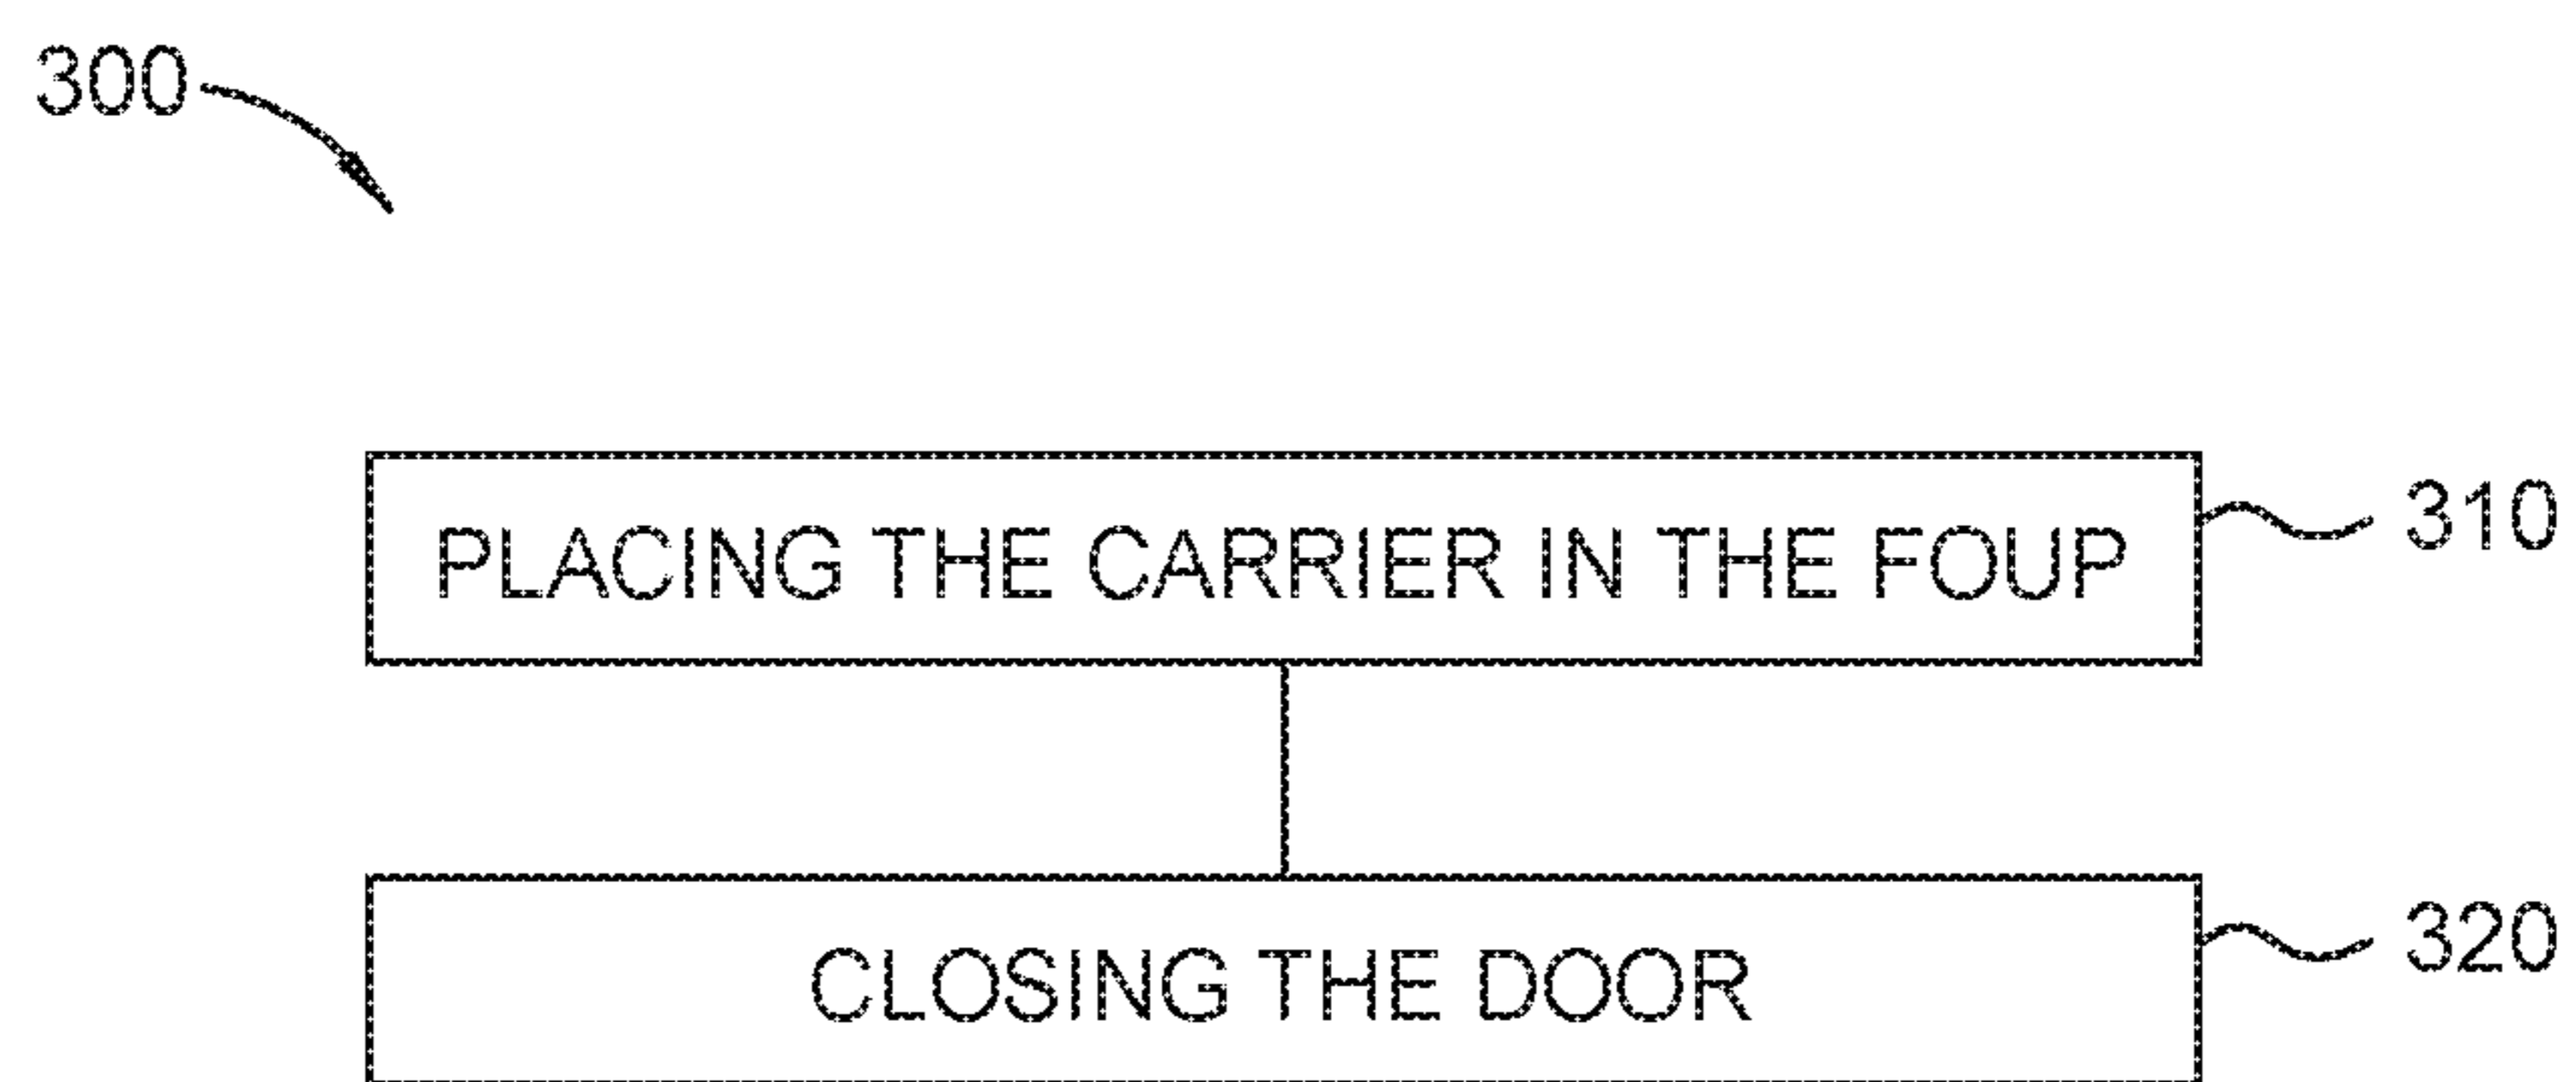 300
PLACING THE CARRIER IN THE FOUP
310
CLOSING THE DOOR
320